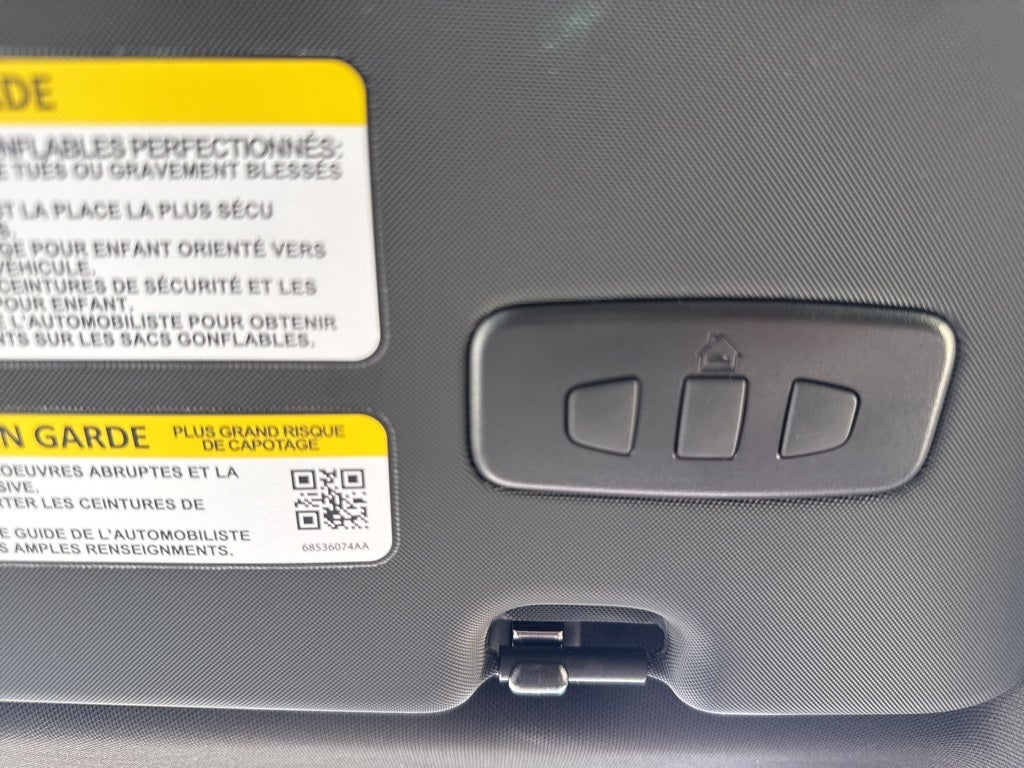 RDE
NFLABLES PERFECTIONNÉS:
E TUÉS OU GRAVEMENT BLESSÉS
T LA PLACE LA PLUS SÉCU
S.
GE POUR ENFANT ORIENTÉ VERS
VÉHICULE.
CEINTURES DE SÉCURITÉ ET LES
POUR ENFANT.
E L'AUTOMOBILISTE POUR OBTENIR
NTS SUR LES SACS GONFLABLES.
N GARDE PLUS GRAND RISQUE
DE CAPOTAGE
OEUVRES ABRUPTES ET LA
SIVE.
RTER LES CEINTURES DE
E GUIDE DE L'AUTOMOBILISTE
S AMPLES RENSEIGNMENTS.
68536074AA